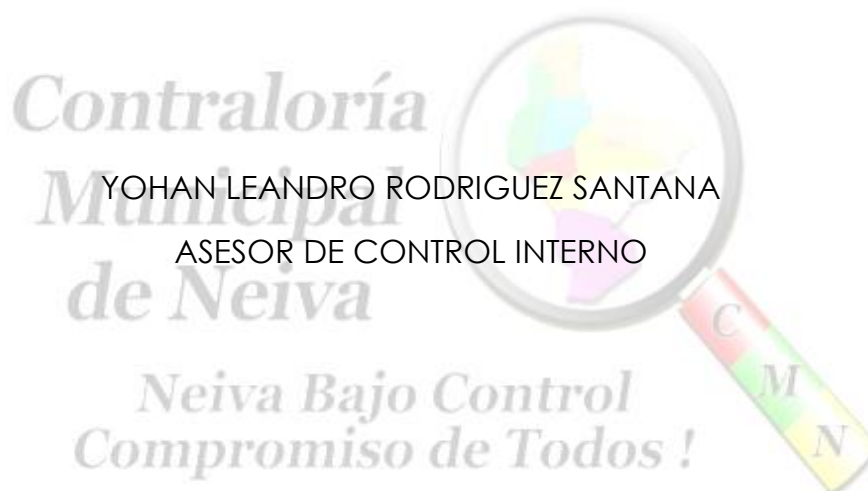 Contraloría
YOHAN LEANDRO RODRIGUEZ SANTANA
Municipal
ASESOR DE CONTROL INTERNO
de Neiva
C
M
N
Neiva Bajo Control
Compromiso de Todos !